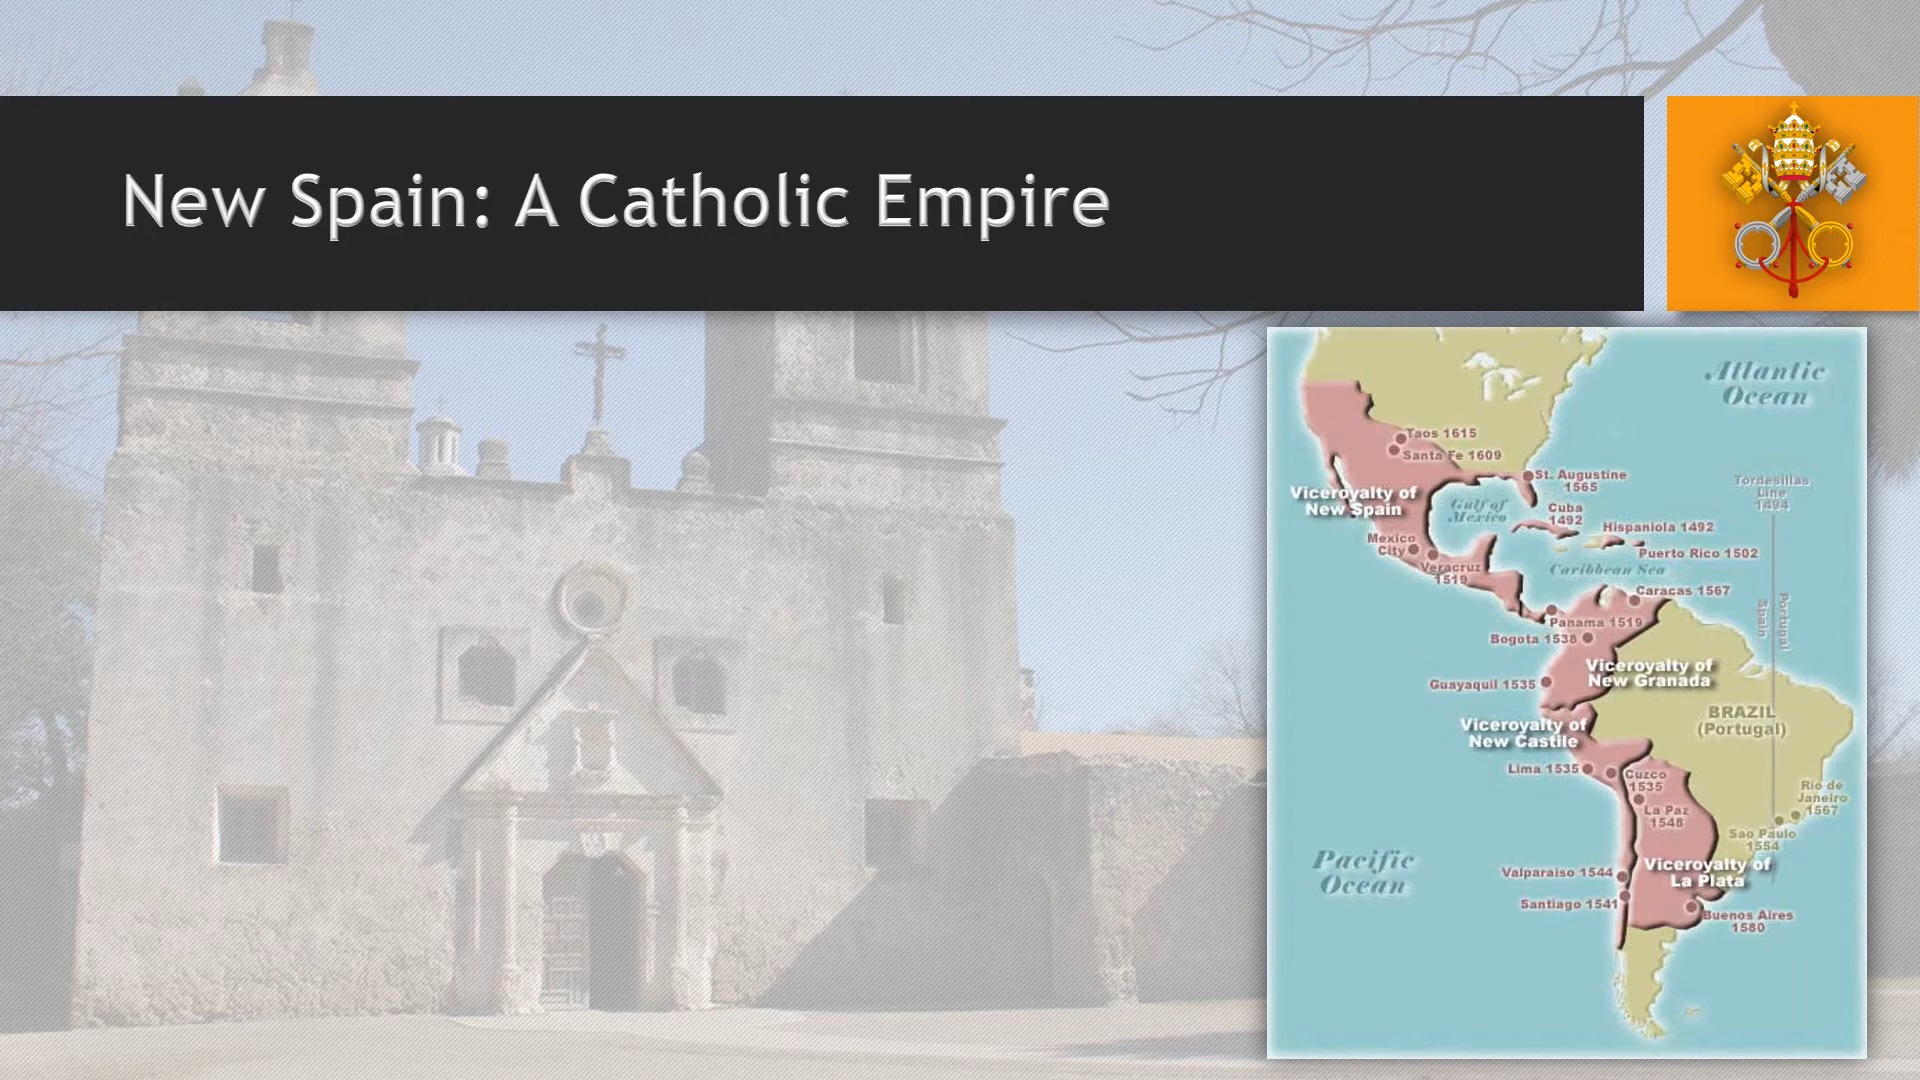 New Spain: A Catholic Empire
Atlantic
Ocean
Taos 1615
Santa Fe 1609
St. Augustine
1565
Tordesillas
Line
1494
Viceroyalty of
New Spain
Gulf of
Mexico
Cuba
1492
Hispaniola 1492
Mexico
City
Puerto Rico 1502
Veracruz
1519
Caribbean Sea
Caracas 1567
Spain
Portugal
Panama 1519
Bogota 1538
Viceroyalty of
New Granada
Guayaquil 1535
BRAZIL
(Portugal)
Viceroyalty of
New Castile
Lima 1535
Cuzco
1535
Rio de
Janeiro
1567
La Paz
1548
Sao Paulo
1554
Pacific
Ocean
Viceroyalty of
La Plata
Valparaiso 1544
Santiago 1541
Buenos Aires
1580